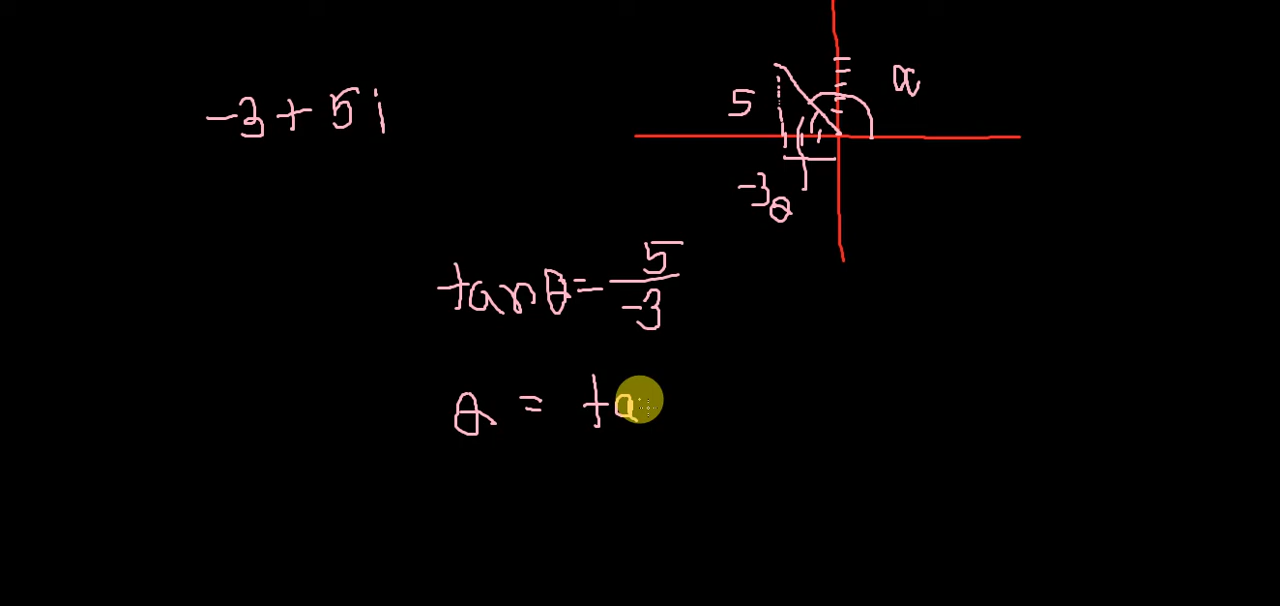 -3 + 5i
5
x
-3
θ
tanθ = 5/-3
θ = ta